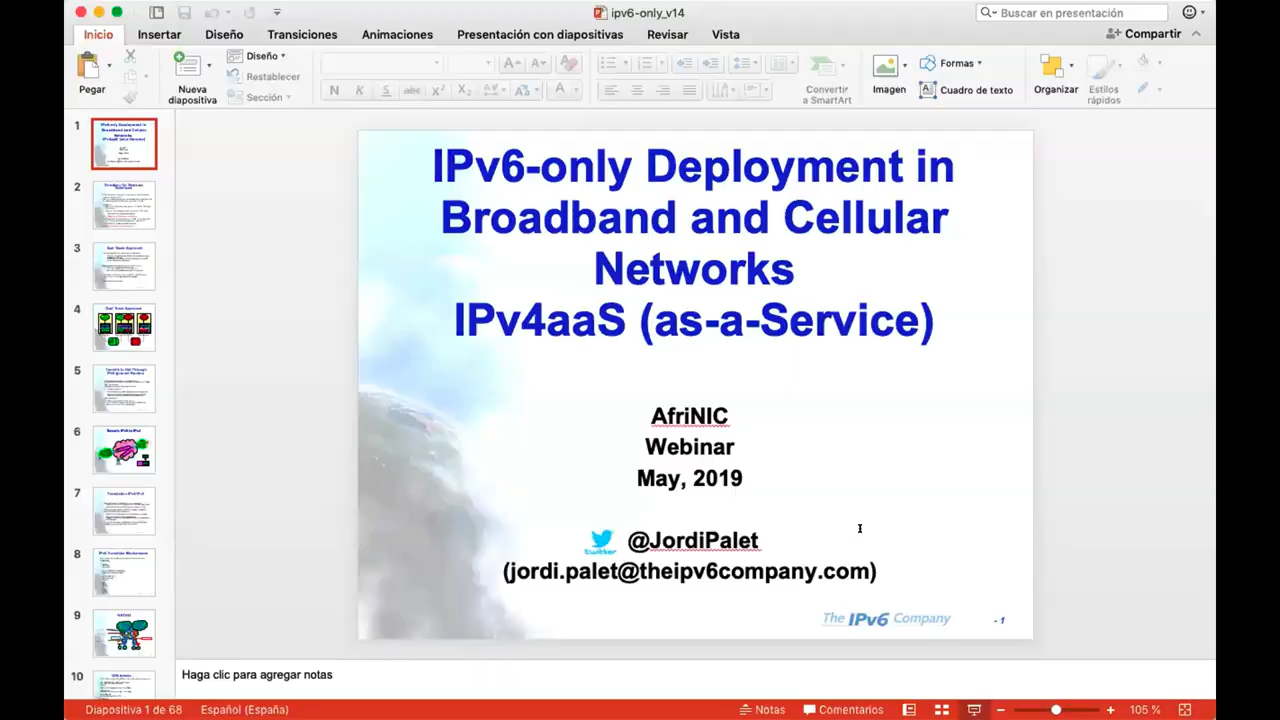 ipv6-only_v14
Buscar en presentación
Inicio
Insertar
Diseño
Transiciones
Animaciones
Presentación con diapositivas
Revisar
Vista
Compartir
Pegar
Nueva
diapositiva
Diseño
Restablecer
Sección
Convertir
a SmartArt
Imagen
Formas
Cuadro de texto
Organizar
Estilos
rápidos
1
2
3
4
5
6
7
8
9
10
IPv6-only Deployment in
Broadband and Cellular
Networks
IPv4aaS (as-a-Service)
AfriNIC
Webinar
May, 2019
twitter @JordiPalet
(jordi.palet@theipv6company.com)
The IPv6 Company
- 1
Haga clic para agregar notas
Diapositiva 1 de 68
Español (España)
Notas
Comentarios
105 %